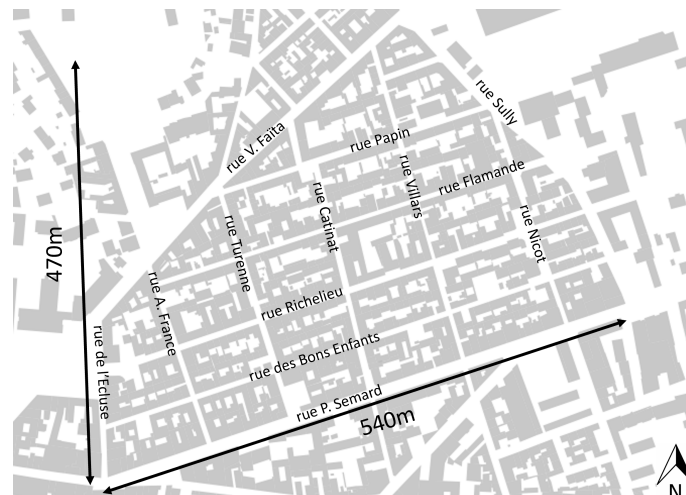 rue Sully
rue V. Faïta
rue Papin
rue Villars
rue Flamande
rue Catinat
rue Nicot
rue Turenne
470m
rue A. France
rue Richelieu
rue de l'Ecluse
rue des Bons Enfants
rue P. Semard
540m
N